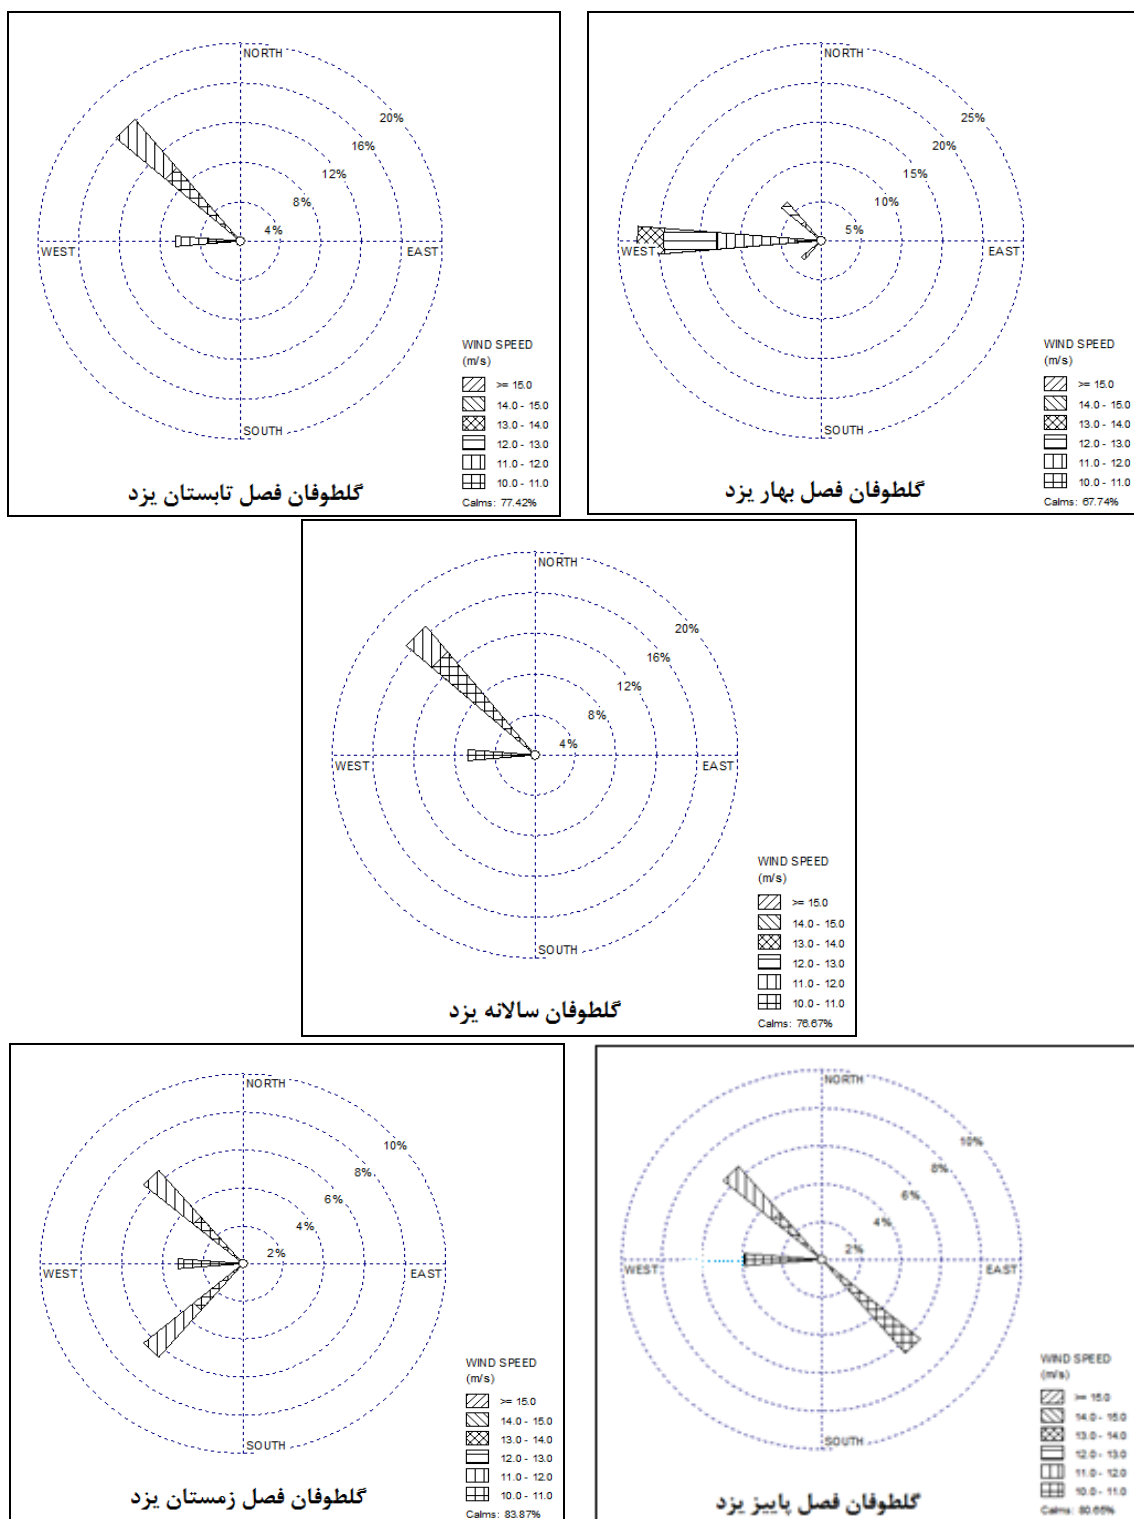 NORTH
20%
16%
12%
8%
4%
WEST
EAST
SOUTH
WIND SPEED
(m/s)
>= 15.0
14.0 - 15.0
13.0 - 14.0
12.0 - 13.0
11.0 - 12.0
10.0 - 11.0
Calms: 77.42%
گلطوفان فصل تابستان یزد
NORTH
25%
20%
15%
10%
5%
WEST
EAST
SOUTH
WIND SPEED
(m/s)
>= 15.0
14.0 - 15.0
13.0 - 14.0
12.0 - 13.0
11.0 - 12.0
10.0 - 11.0
Calms: 67.74%
گلطوفان فصل بهار یزد
NORTH
20%
16%
12%
8%
4%
WEST
EAST
SOUTH
WIND SPEED
(m/s)
>= 15.0
14.0 - 15.0
13.0 - 14.0
12.0 - 13.0
11.0 - 12.0
10.0 - 11.0
Calms: 76.67%
گلطوفان سالانه یزد
NORTH
10%
8%
6%
4%
2%
WEST
EAST
SOUTH
WIND SPEED
(m/s)
>= 15.0
14.0 - 15.0
13.0 - 14.0
12.0 - 13.0
11.0 - 12.0
10.0 - 11.0
Calms: 83.87%
گلطوفان فصل زمستان یزد
NORTH
10%
8%
6%
4%
2%
WEST
EAST
SOUTH
WIND SPEED
(m/s)
>= 15.0
14.0 - 15.0
13.0 - 14.0
12.0 - 13.0
11.0 - 12.0
10.0 - 11.0
Calms:
گلطوفان فصل پاییز یزد